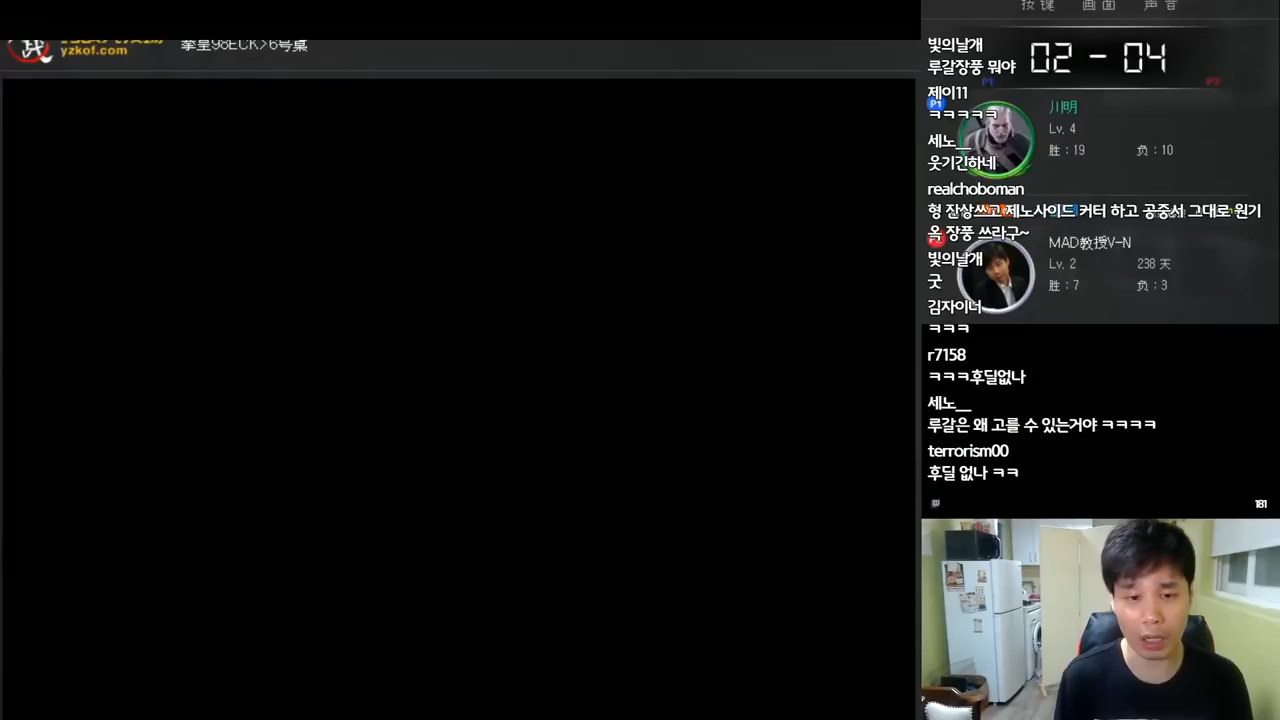 yzkof.com
拳皇98ECK>6号桌
按键 画面 声音
02 - 04
P1
P2
川明
Lv. 4
胜：19 负：10
MAD教授V-N
Lv. 2 238 天
胜：7 负：3
빛의날개
루갈장풍 뭐야
제이11
ㅋㅋㅋㅋㅋ
세노__
웃기긴하네
realchoboman
형 잔상쓰고 제노사이드 커터 하고 공중서 그대로 원기
옥 장풍 쓰라구~
빛의날개
굿
김자이너
ㅋㅋㅋ
r7158
ㅋㅋㅋ후딜없나
세노__
루갈은 왜 고를 수 있는거야 ㅋㅋㅋㅋ
terrorism00
후딜 없나 ㅋㅋ
181